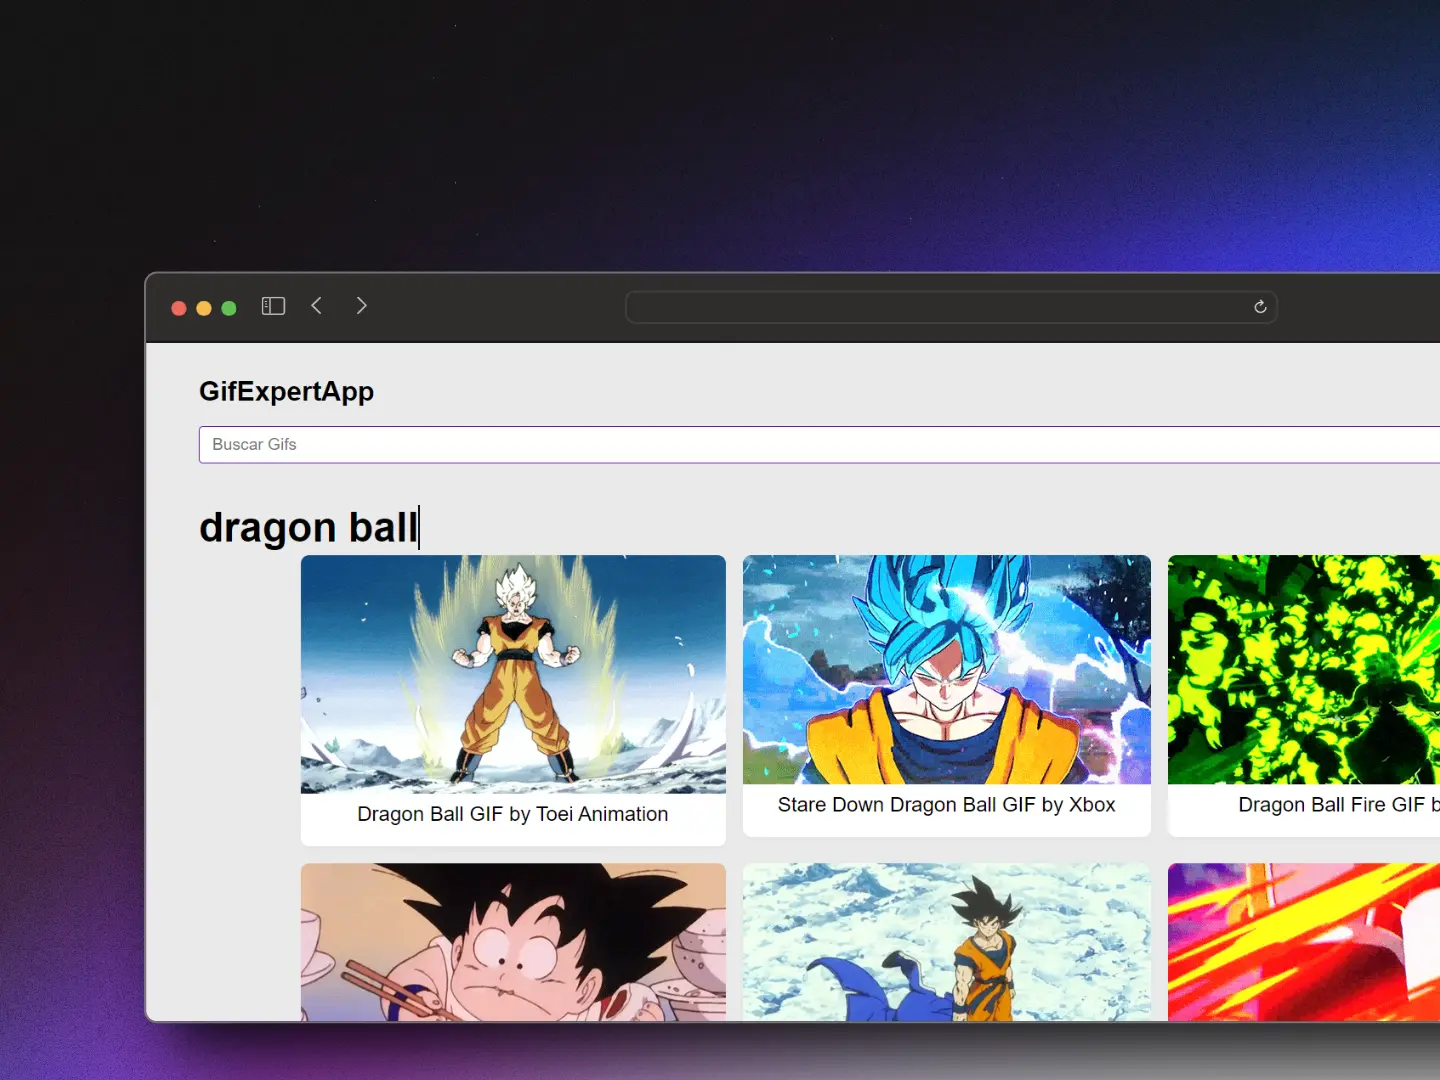 GifExpertApp
Buscar Gifs
dragon ball
Dragon Ball GIF by Toei Animation
Stare Down Dragon Ball GIF by Xbox
Dragon Ball Fire GIF b